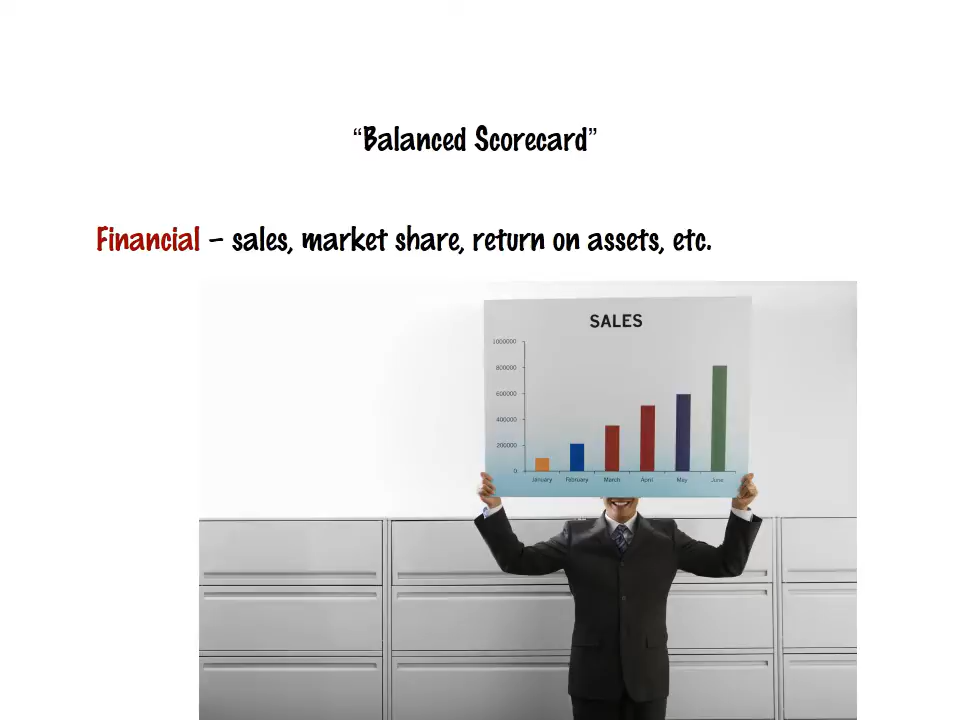 “Balanced Scorecard”
Financial – sales, market share, return on assets, etc.
SALES
1000000
800000
600000
400000
200000
0
January February March April May June